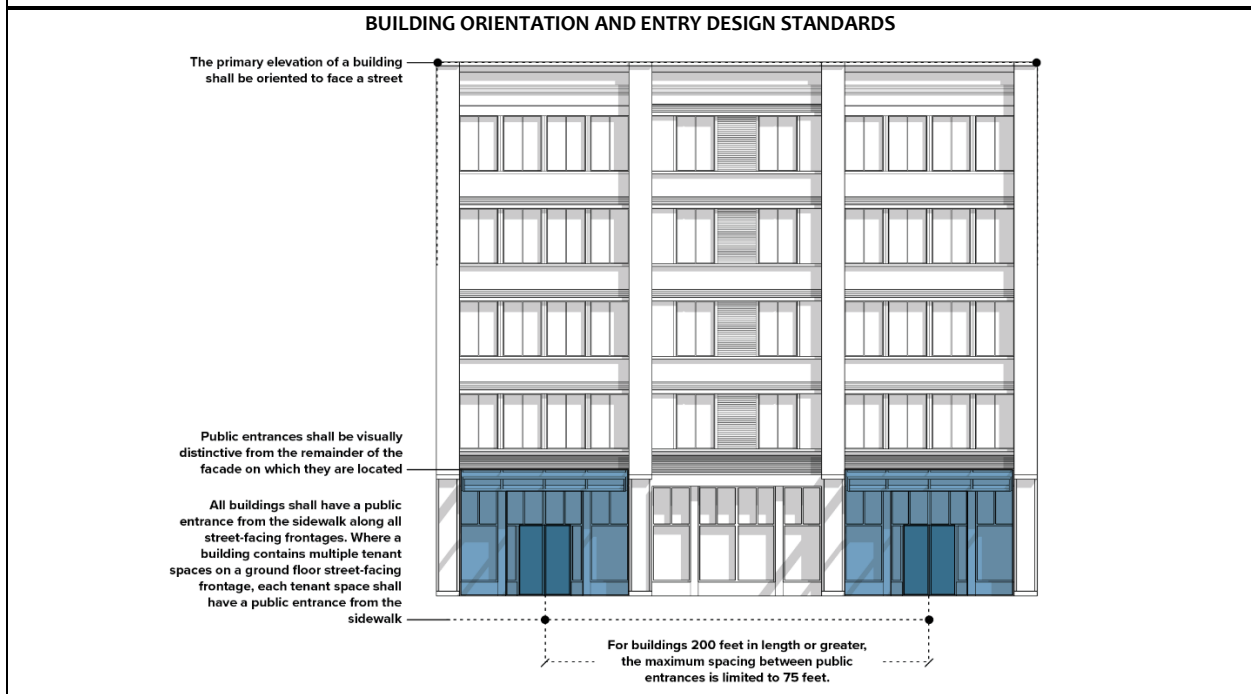 BUILDING ORIENTATION AND ENTRY DESIGN STANDARDS
The primary elevation of a building
shall be oriented to face a street
Public entrances shall be visually
distinctive from the remainder of the
facade on which they are located
All buildings shall have a public
entrance from the sidewalk along all
street-facing frontages. Where a
building contains multiple tenant
spaces on a ground floor street-facing
frontage, each tenant space shall
have a public entrance from the
sidewalk
For buildings 200 feet in length or greater,
the maximum spacing between public
entrances is limited to 75 feet.